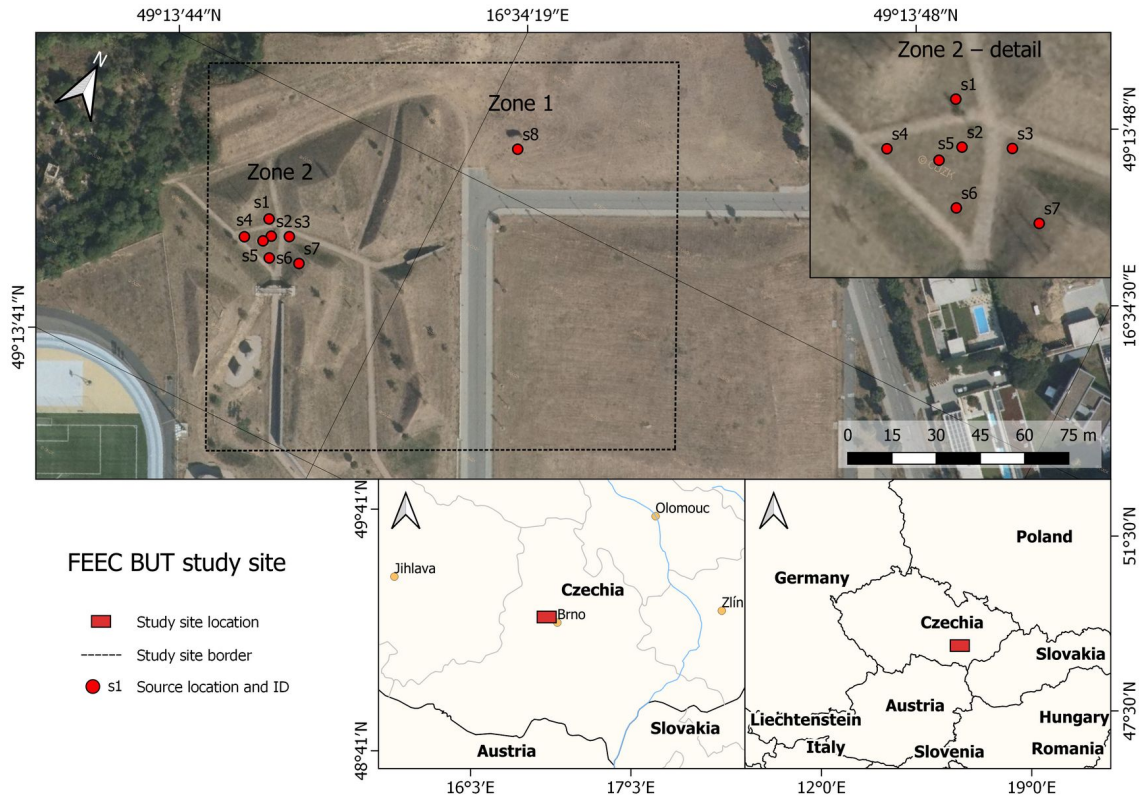 49°13'44"N
16°34'19"E
49°13'48"N
N
Zone 1
s8
Zone 2
s1
s4
s2
s3
s5
s6
s7
Zone 2 – detail
s1
s4
s5
s2
s3
s6
s7
©ČÚZK
49°13'48"N
16°34'30"E
49°13'41"N
0 15 30 45 60 75 m
FEEC BUT study site
Study site location
Study site border
s1 Source location and ID
49°41'N
48°41'N
Olomouc
Jihlava
Czechia
Brno
Zlín
Slovakia
Austria
16°3'E
17°3'E
Poland
Germany
Czechia
Slovakia
Austria
Liechtenstein
Hungary
Italy
Slovenia
Romania
51°30'N
47°30'N
12°0'E
19°0'E